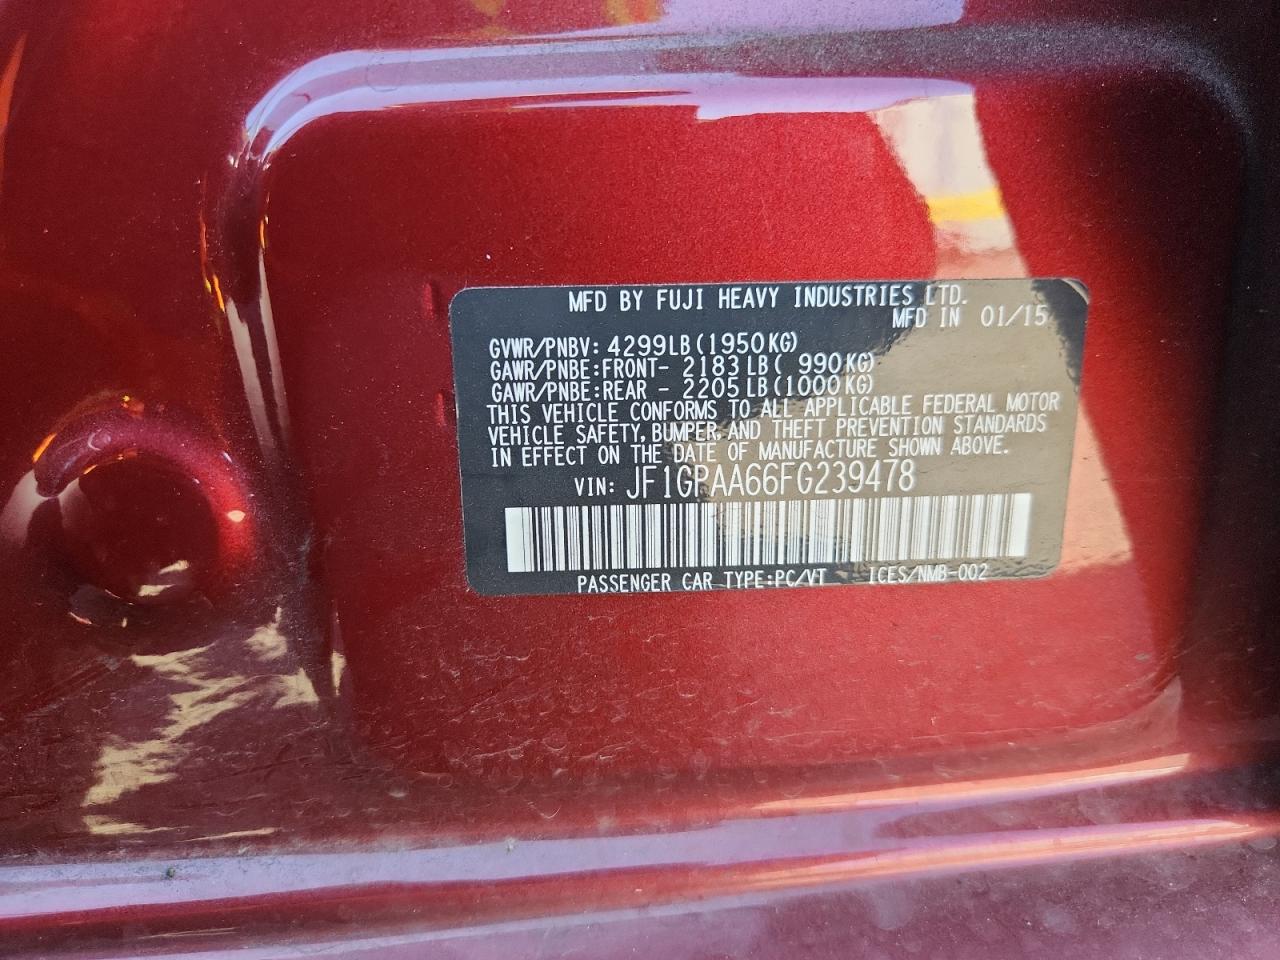 MFD BY FUJI HEAVY INDUSTRIES LTD.
MFD IN 01/15
GVWR/PNBV: 4299LB(1950KG)
GAWR/PNBE:FRONT- 2183LB( 990KG)
GAWR/PNBE:REAR - 2205LB(1000KG)
THIS VEHICLE CONFORMS TO ALL APPLICABLE FEDERAL MOTOR
VEHICLE SAFETY, BUMPER, AND THEFT PREVENTION STANDARDS
IN EFFECT ON THE DATE OF MANUFACTURE SHOWN ABOVE.
VIN: JF1GPAA66FG239478
PASSENGER CAR TYPE:PC/VT ICES/NMB-002